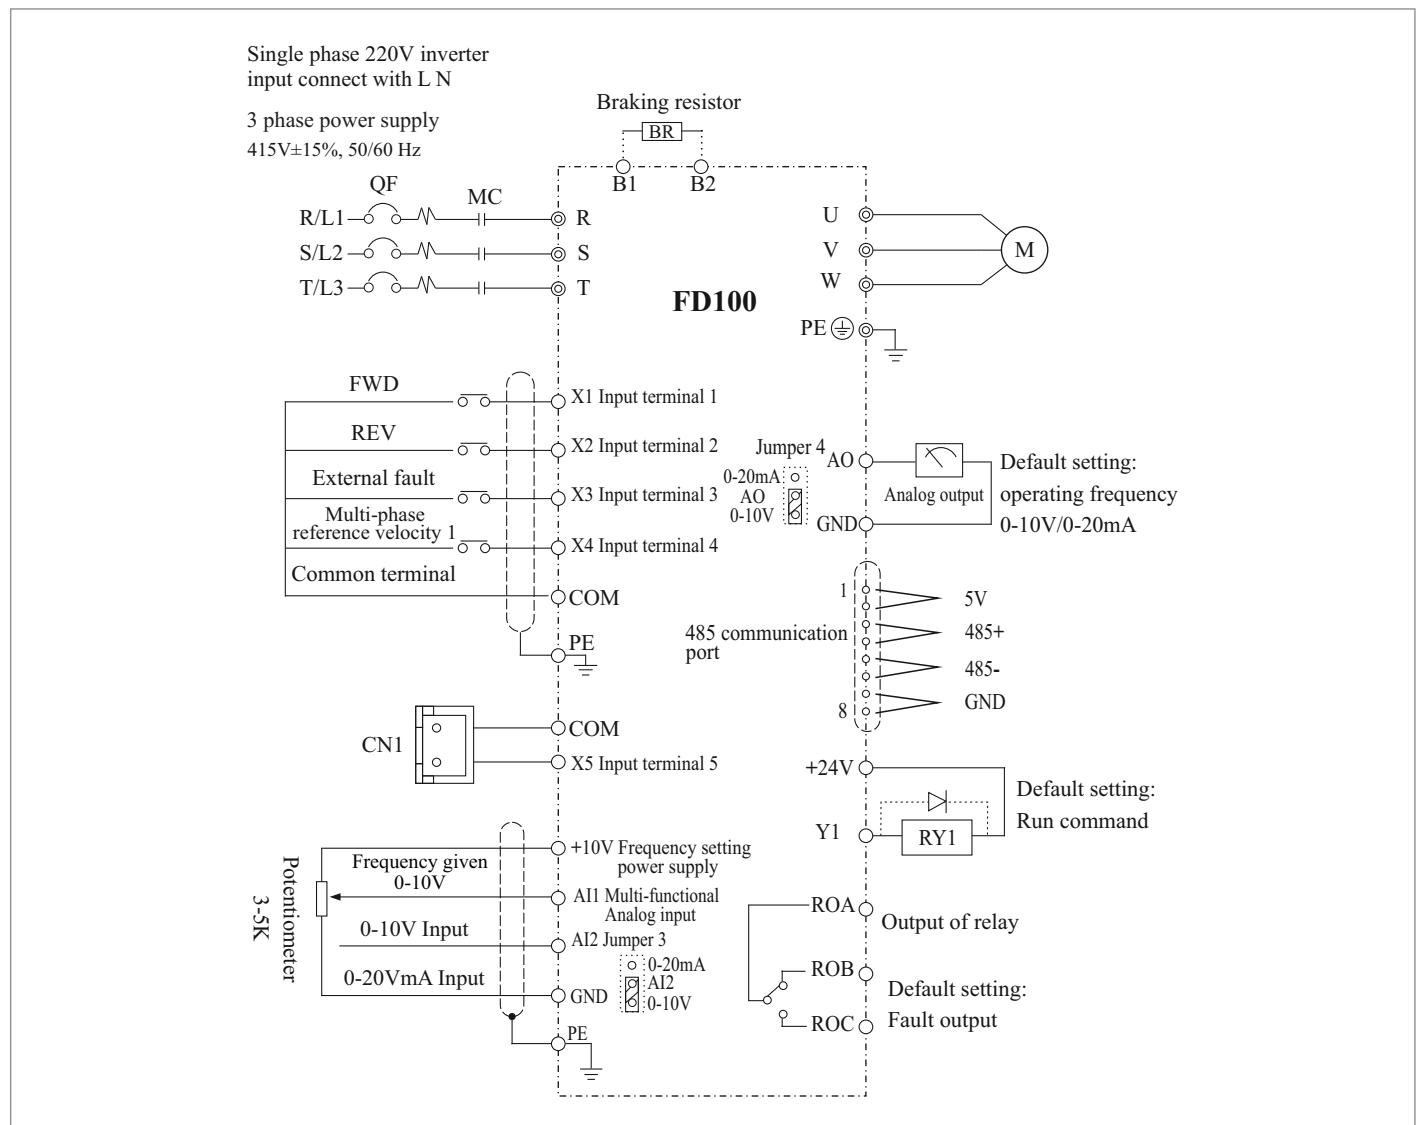 Single phase 220V inverter
input connect with L N
3 phase power supply
415V±15%, 50/60 Hz
Braking resistor
BR
B1
B2
QF
MC
R/L1
R
S/L2
S
T/L3
T
FD100
U
V
W
M
PE
FWD
X1 Input terminal 1
REV
X2 Input terminal 2
External fault
X3 Input terminal 3
Multi-phase
reference velocity 1
X4 Input terminal 4
Common terminal
COM
PE
Jumper 4
0-20mA
AO
0-10V
AO
GND
Analog output
Default setting:
operating frequency
0-10V/0-20mA
485 communication
port
1
8
5V
485+
485-
GND
CN1
COM
X5 Input terminal 5
+24V
Y1
RY1
Default setting:
Run command
Potentiometer
3-5K
+10V Frequency setting
power supply
Frequency given
0-10V
AI1 Multi-functional
Analog input
0-10V Input
AI2 Jumper 3
0-20mA
AI2
0-10V
0-20VmA Input
GND
PE
ROA
Output of relay
ROB
ROC
Default setting:
Fault output